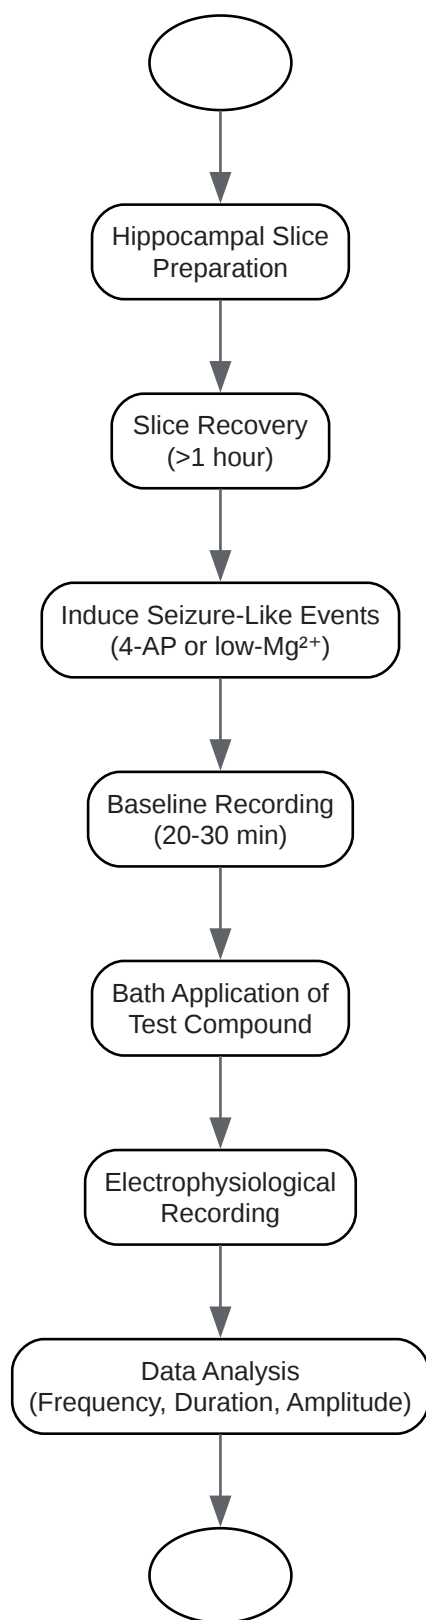 Hippocampal Slice
Preparation
Slice Recovery
(>1 hour)
Induce Seizure-Like Events
(4-AP or low-Mg²⁺)
Baseline Recording
(20-30 min)
Bath Application of
Test Compound
Electrophysiological
Recording
Data Analysis
(Frequency, Duration, Amplitude)